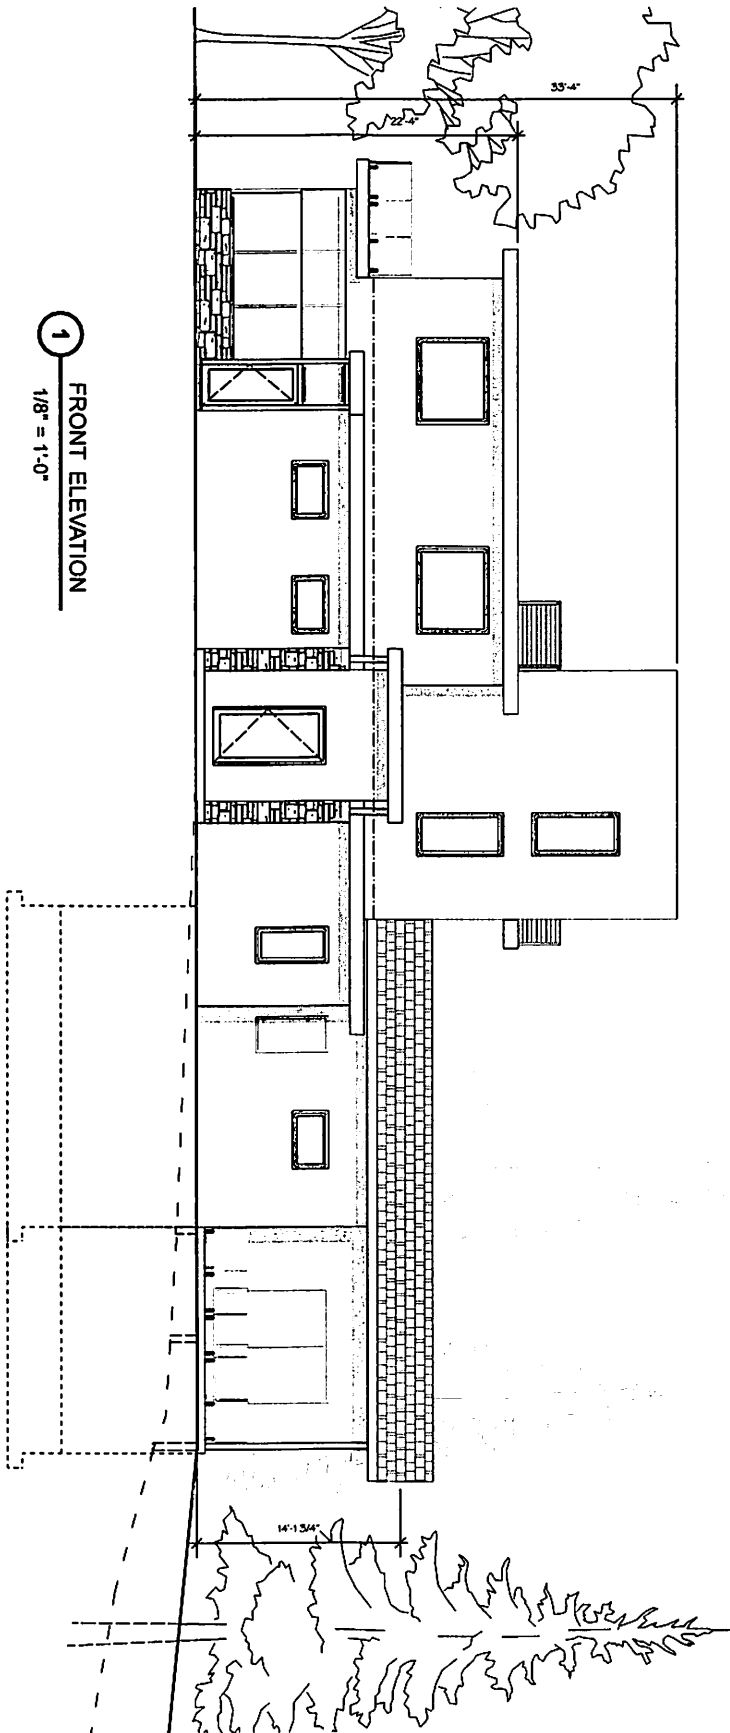 33'-4"
22'-4"
14'-1 3/4"
1
FRONT ELEVATION
1/8" = 1'-0"